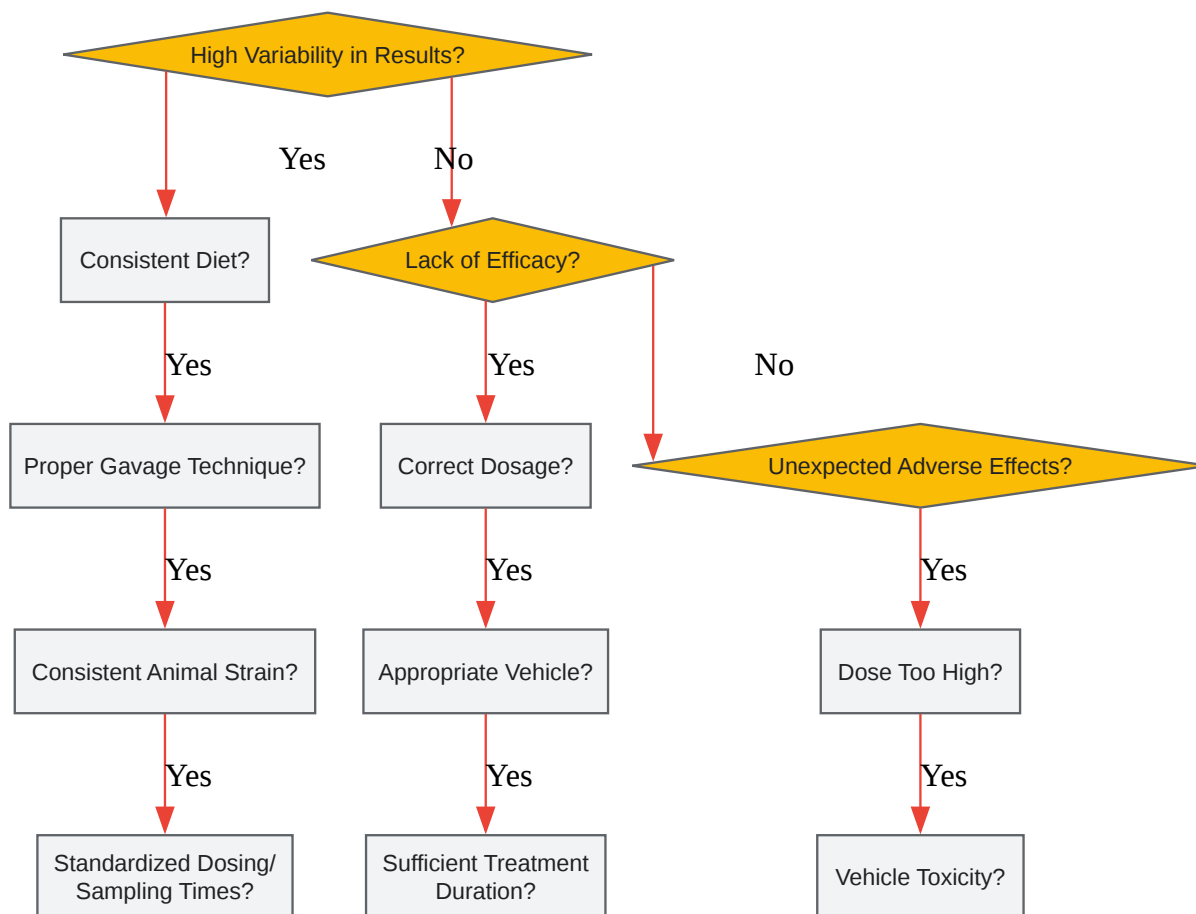 High Variability in Results?
Yes
No
Consistent Diet?
Lack of Efficacy?
Yes
Yes
No
Proper Gavage Technique?
Correct Dosage?
Unexpected Adverse Effects?
Yes
Yes
Yes
Consistent Animal Strain?
Appropriate Vehicle?
Dose Too High?
Yes
Yes
Yes
Standardized Dosing/
Sampling Times?
Sufficient Treatment
Duration?
Vehicle Toxicity?